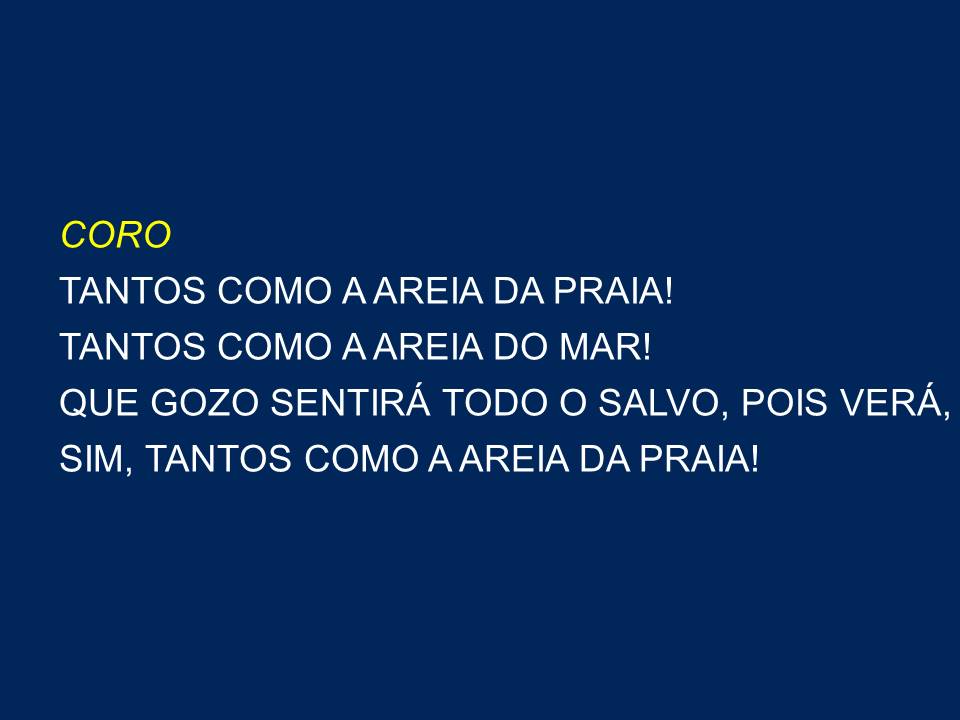 CORO
TANTOS COMO A AREIA DA PRAIA!
TANTOS COMO A AREIA DO MAR!
QUE GOZO SENTIRÁ TODO O SALVO, POIS VERÁ,
SIM, TANTOS COMO A AREIA DA PRAIA!